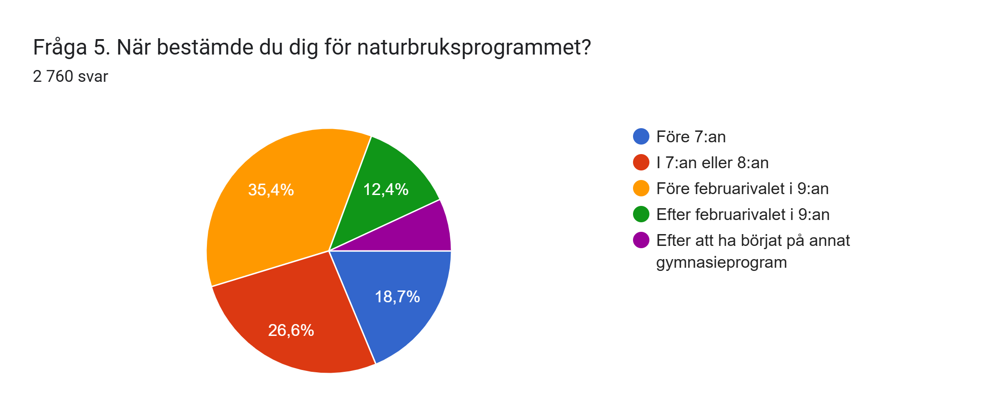 Fråga 5. När bestämde du dig för naturbruksprogrammet?
2 760 svar
35,4%
12,4%
18,7%
26,6%
Före 7:an
I 7:an eller 8:an
Före februarivalet i 9:an
Efter februarivalet i 9:an
Efter att ha börjat på annat
gymnasieprogram